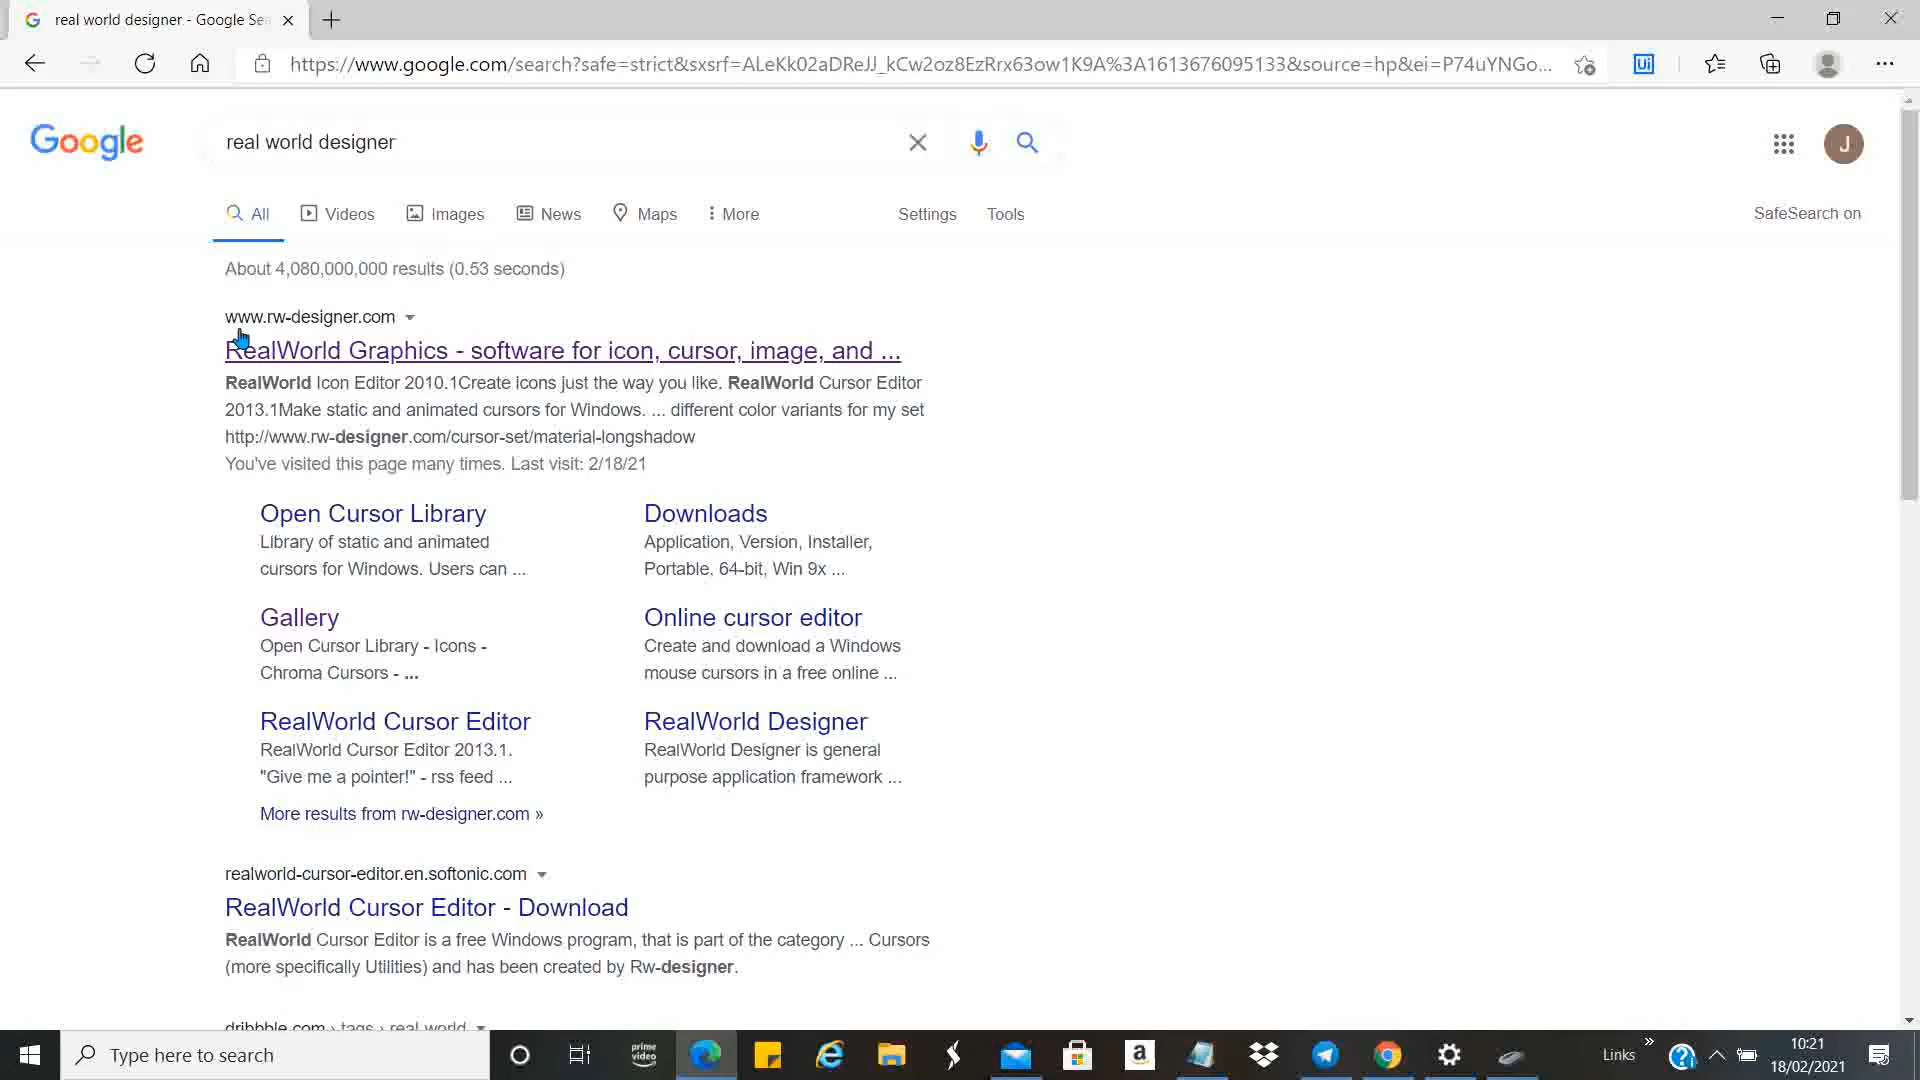 real world designer - Google Sea
https://www.google.com/search?safe=strict&sxsrf=ALeKk02aDReJJ_kCw2oz8EzRrx63ow1K9A%3A1613676095133&source=hp&ei=P74uYNGo...
Google
real world designer
J
All
Videos
Images
News
Maps
More
Settings
Tools
SafeSearch on
About 4,080,000,000 results (0.53 seconds)
www.rw-designer.com
RealWorld Graphics - software for icon, cursor, image, and ...
RealWorld Icon Editor 2010.1Create icons just the way you like. RealWorld Cursor Editor
2013.1Make static and animated cursors for Windows. ... different color variants for my set
http://www.rw-designer.com/cursor-set/material-longshadow
You've visited this page many times. Last visit: 2/18/21
Open Cursor Library
Library of static and animated
cursors for Windows. Users can ...
Downloads
Application, Version, Installer,
Portable, 64-bit, Win 9x ...
Gallery
Open Cursor Library - Icons -
Chroma Cursors - ...
Online cursor editor
Create and download a Windows
mouse cursors in a free online ...
RealWorld Cursor Editor
RealWorld Cursor Editor 2013.1.
"Give me a pointer!" - rss feed ...
RealWorld Designer
RealWorld Designer is general
purpose application framework ...
More results from rw-designer.com »
realworld-cursor-editor.en.softonic.com
RealWorld Cursor Editor - Download
RealWorld Cursor Editor is a free Windows program, that is part of the category ... Cursors
(more specifically Utilities) and has been created by Rw-designer.
dribbble.com › tags › real_world
Type here to search
prime video
Links
10:21
18/02/2021